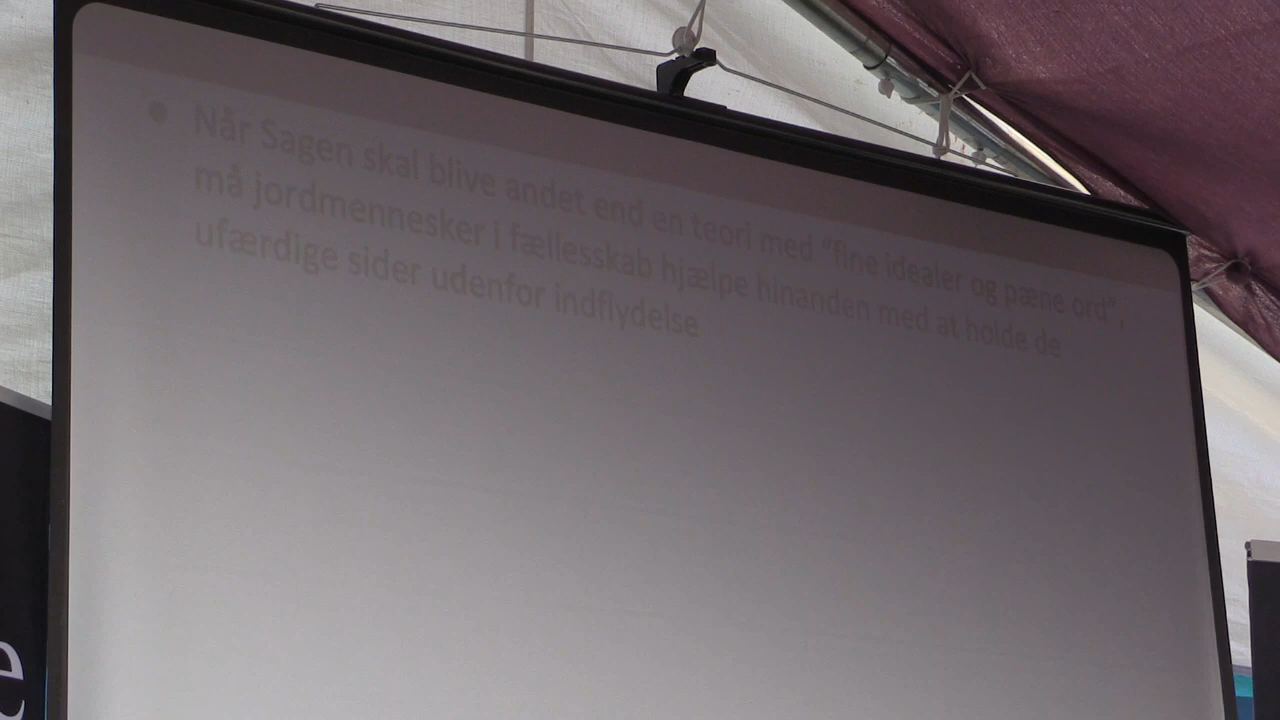 • Når Sagen skal blive andet end en teori med "fine idealer og pæne ord",
må jordmennesker i fællesskab hjælpe hinanden med at holde de
ufærdige sider udenfor indflydelse
e